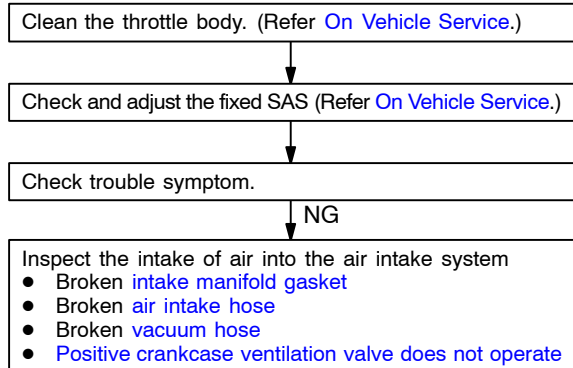 Clean the throttle body. (Refer On Vehicle Service.)
Check and adjust the fixed SAS (Refer On Vehicle Service.)
Check trouble symptom.
NG
Inspect the intake of air into the air intake system
● Broken intake manifold gasket
● Broken air intake hose
● Broken vacuum hose
● Positive crankcase ventilation valve does not operate